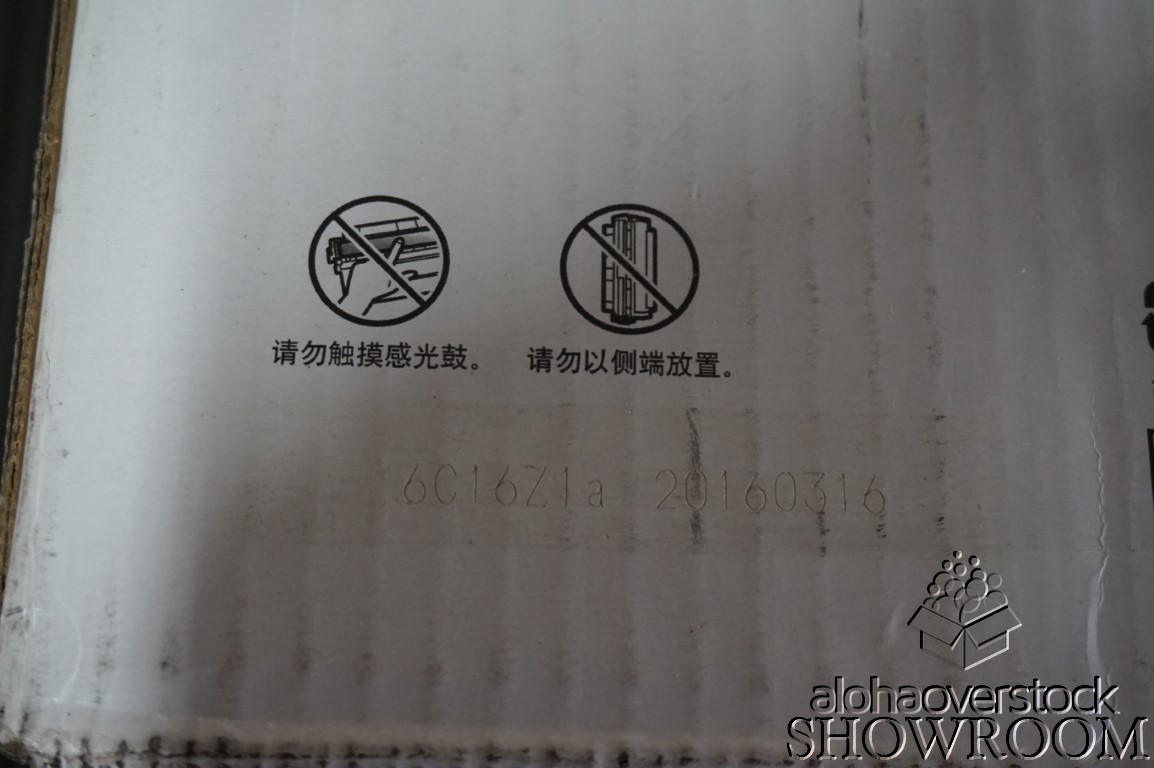 请勿触摸感光鼓。 请勿以侧端放置。
6C16Z1a 20160316
alohaoverstock
SHOWROOM